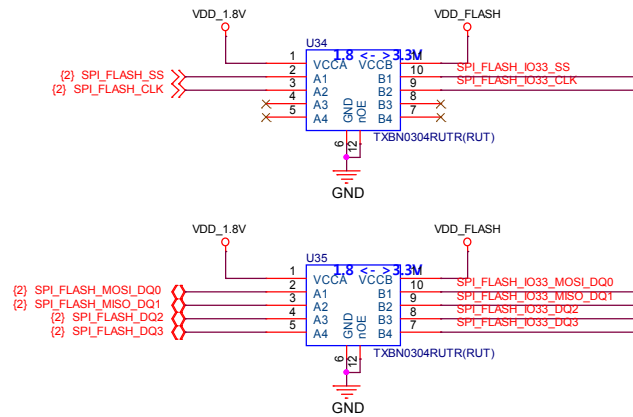 VDD_1.8V VDD_FLASH
U34
1.8 <- >3.3V
1 VCCA VCCB SPI_FLASH_IO33_SS
{2} SPI_FLASH_SS 2 A1 B1 10 SPI_FLASH_IO33_CLK
{2} SPI_FLASH_CLK 3 A2 B2 9
4 A3 B3 8
5 A4 B4 7
GND nOE
TXBN0304RUTR(RUT)
6 12
GND
VDD_1.8V VDD_FLASH
U35
1.8 <- >3.3V
1 VCCA VCCB SPI_FLASH_IO33_MOSI_DQ0
{2} SPI_FLASH_MOSI_DQ0 2 A1 B1 10 SPI_FLASH_IO33_MISO_DQ1
{2} SPI_FLASH_MISO_DQ1 3 A2 B2 9 SPI_FLASH_IO33_DQ2
{2} SPI_FLASH_DQ2 4 A3 B3 8 SPI_FLASH_IO33_DQ3
{2} SPI_FLASH_DQ3 5 A4 B4 7
GND nOE
TXBN0304RUTR(RUT)
6 12
GND